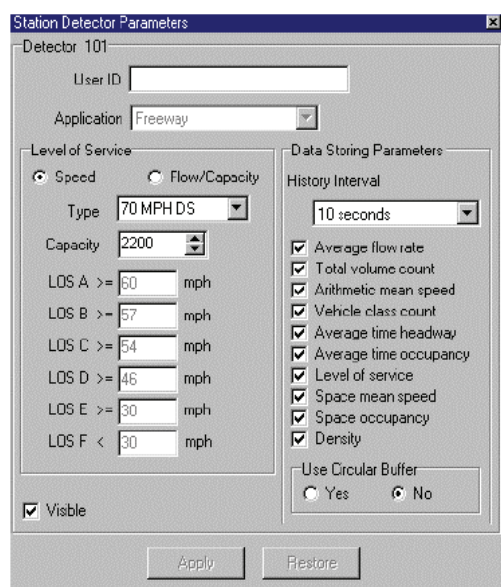 Station Detector Parameters
Detector 101
User ID
Application Freeway
Level of Service
Speed Flow/Capacity
Type 70 MPH DS
Capacity 2200
LOS A >= 60 mph
LOS B >= 57 mph
LOS C >= 54 mph
LOS D >= 46 mph
LOS E >= 30 mph
LOS F < 30 mph
Visible
Data Storing Parameters
History Interval
10 seconds
Average flow rate
Total volume count
Arithmetic mean speed
Vehicle class count
Average time headway
Average time occupancy
Level of service
Space mean speed
Space occupancy
Density
Use Circular Buffer
Yes No
Apply Restore